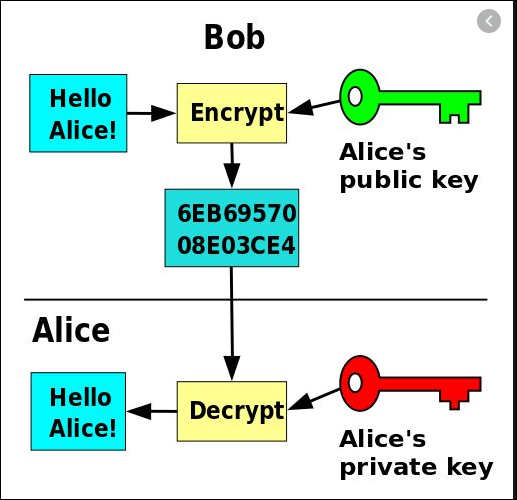 Bob
Hello
Alice!
Encrypt
Alice's
public key
6EB69570
08E03CE4
Alice
Hello
Alice!
Decrypt
Alice's
private key